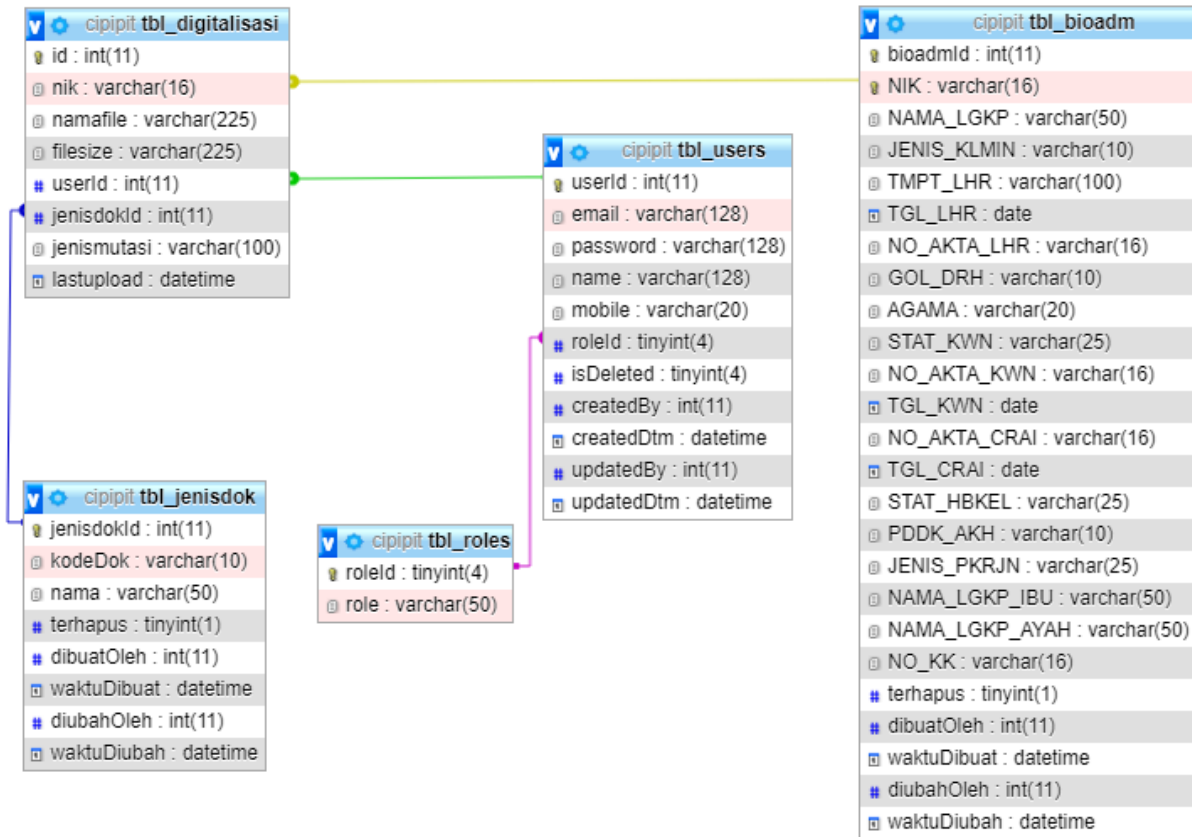 cipipit tbl_digitalisasi
id : int(11)
nik : varchar(16)
namafile : varchar(225)
filesize : varchar(225)
userId : int(11)
jenisdokId : int(11)
jenismutasi : varchar(100)
lastupload : datetime
cipipit tbl_jenisdok
jenisdokId : int(11)
kodeDok : varchar(10)
nama : varchar(50)
terhapus : tinyint(1)
dibuatOleh : int(11)
waktuDibuat : datetime
diubahOleh : int(11)
waktuDiubah : datetime
cipipit tbl_roles
roleId : tinyint(4)
role : varchar(50)
cipipit tbl_users
userId : int(11)
email : varchar(128)
password : varchar(128)
name : varchar(128)
mobile : varchar(20)
roleId : tinyint(4)
isDeleted : tinyint(4)
createdBy : int(11)
createdDtm : datetime
updatedBy : int(11)
updatedDtm : datetime
cipipit tbl_bioadm
bioadmId : int(11)
NIK : varchar(16)
NAMA_LGKP : varchar(50)
JENIS_KLMIN : varchar(10)
TMPT_LHR : varchar(100)
TGL_LHR : date
NO_AKTA_LHR : varchar(16)
GOL_DRH : varchar(10)
AGAMA : varchar(20)
STAT_KWN : varchar(25)
NO_AKTA_KWN : varchar(16)
TGL_KWN : date
NO_AKTA_CRAI : varchar(16)
TGL_CRAI : date
STAT_HBKEL : varchar(25)
PDDK_AKH : varchar(10)
JENIS_PKRJN : varchar(25)
NAMA_LGKP_IBU : varchar(50)
NAMA_LGKP_AYAH : varchar(50)
NO_KK : varchar(16)
terhapus : tinyint(1)
dibuatOleh : int(11)
waktuDibuat : datetime
diubahOleh : int(11)
waktuDiubah : datetime